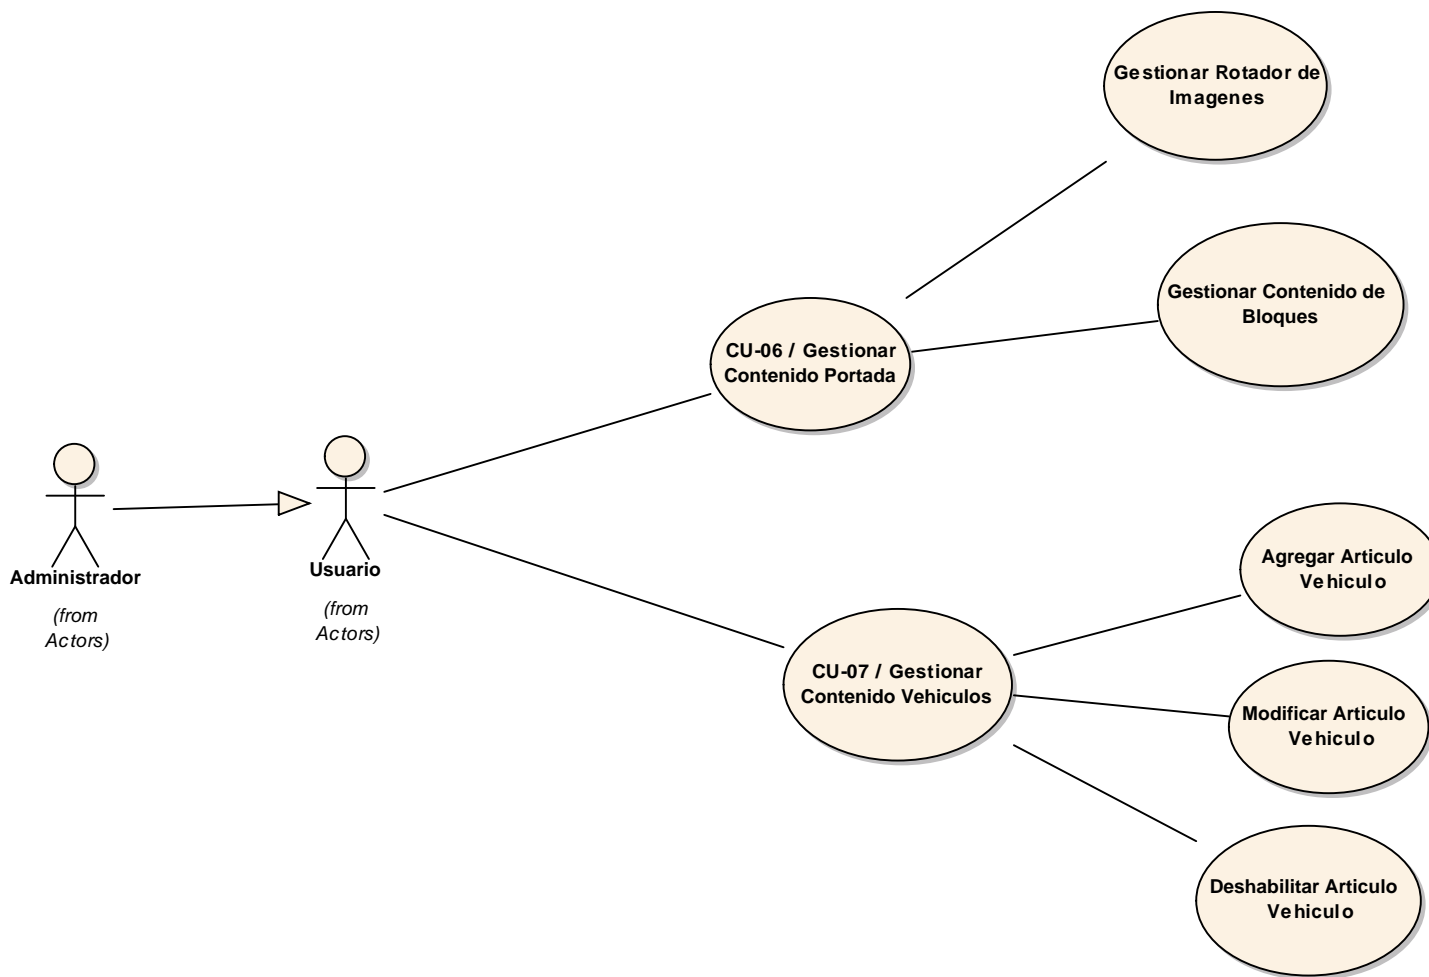 Gestionar Rotador de
Imagenes
Gestionar Contenido de
Bloques
CU-06 / Gestionar
Contenido Portada
Administrador
(from
Actors)
Usuario
(from
Actors)
Agregar Articulo
Vehiculo
CU-07 / Gestionar
Contenido Vehiculos
Modificar Articulo
Vehiculo
Deshabilitar Articulo
Vehiculo